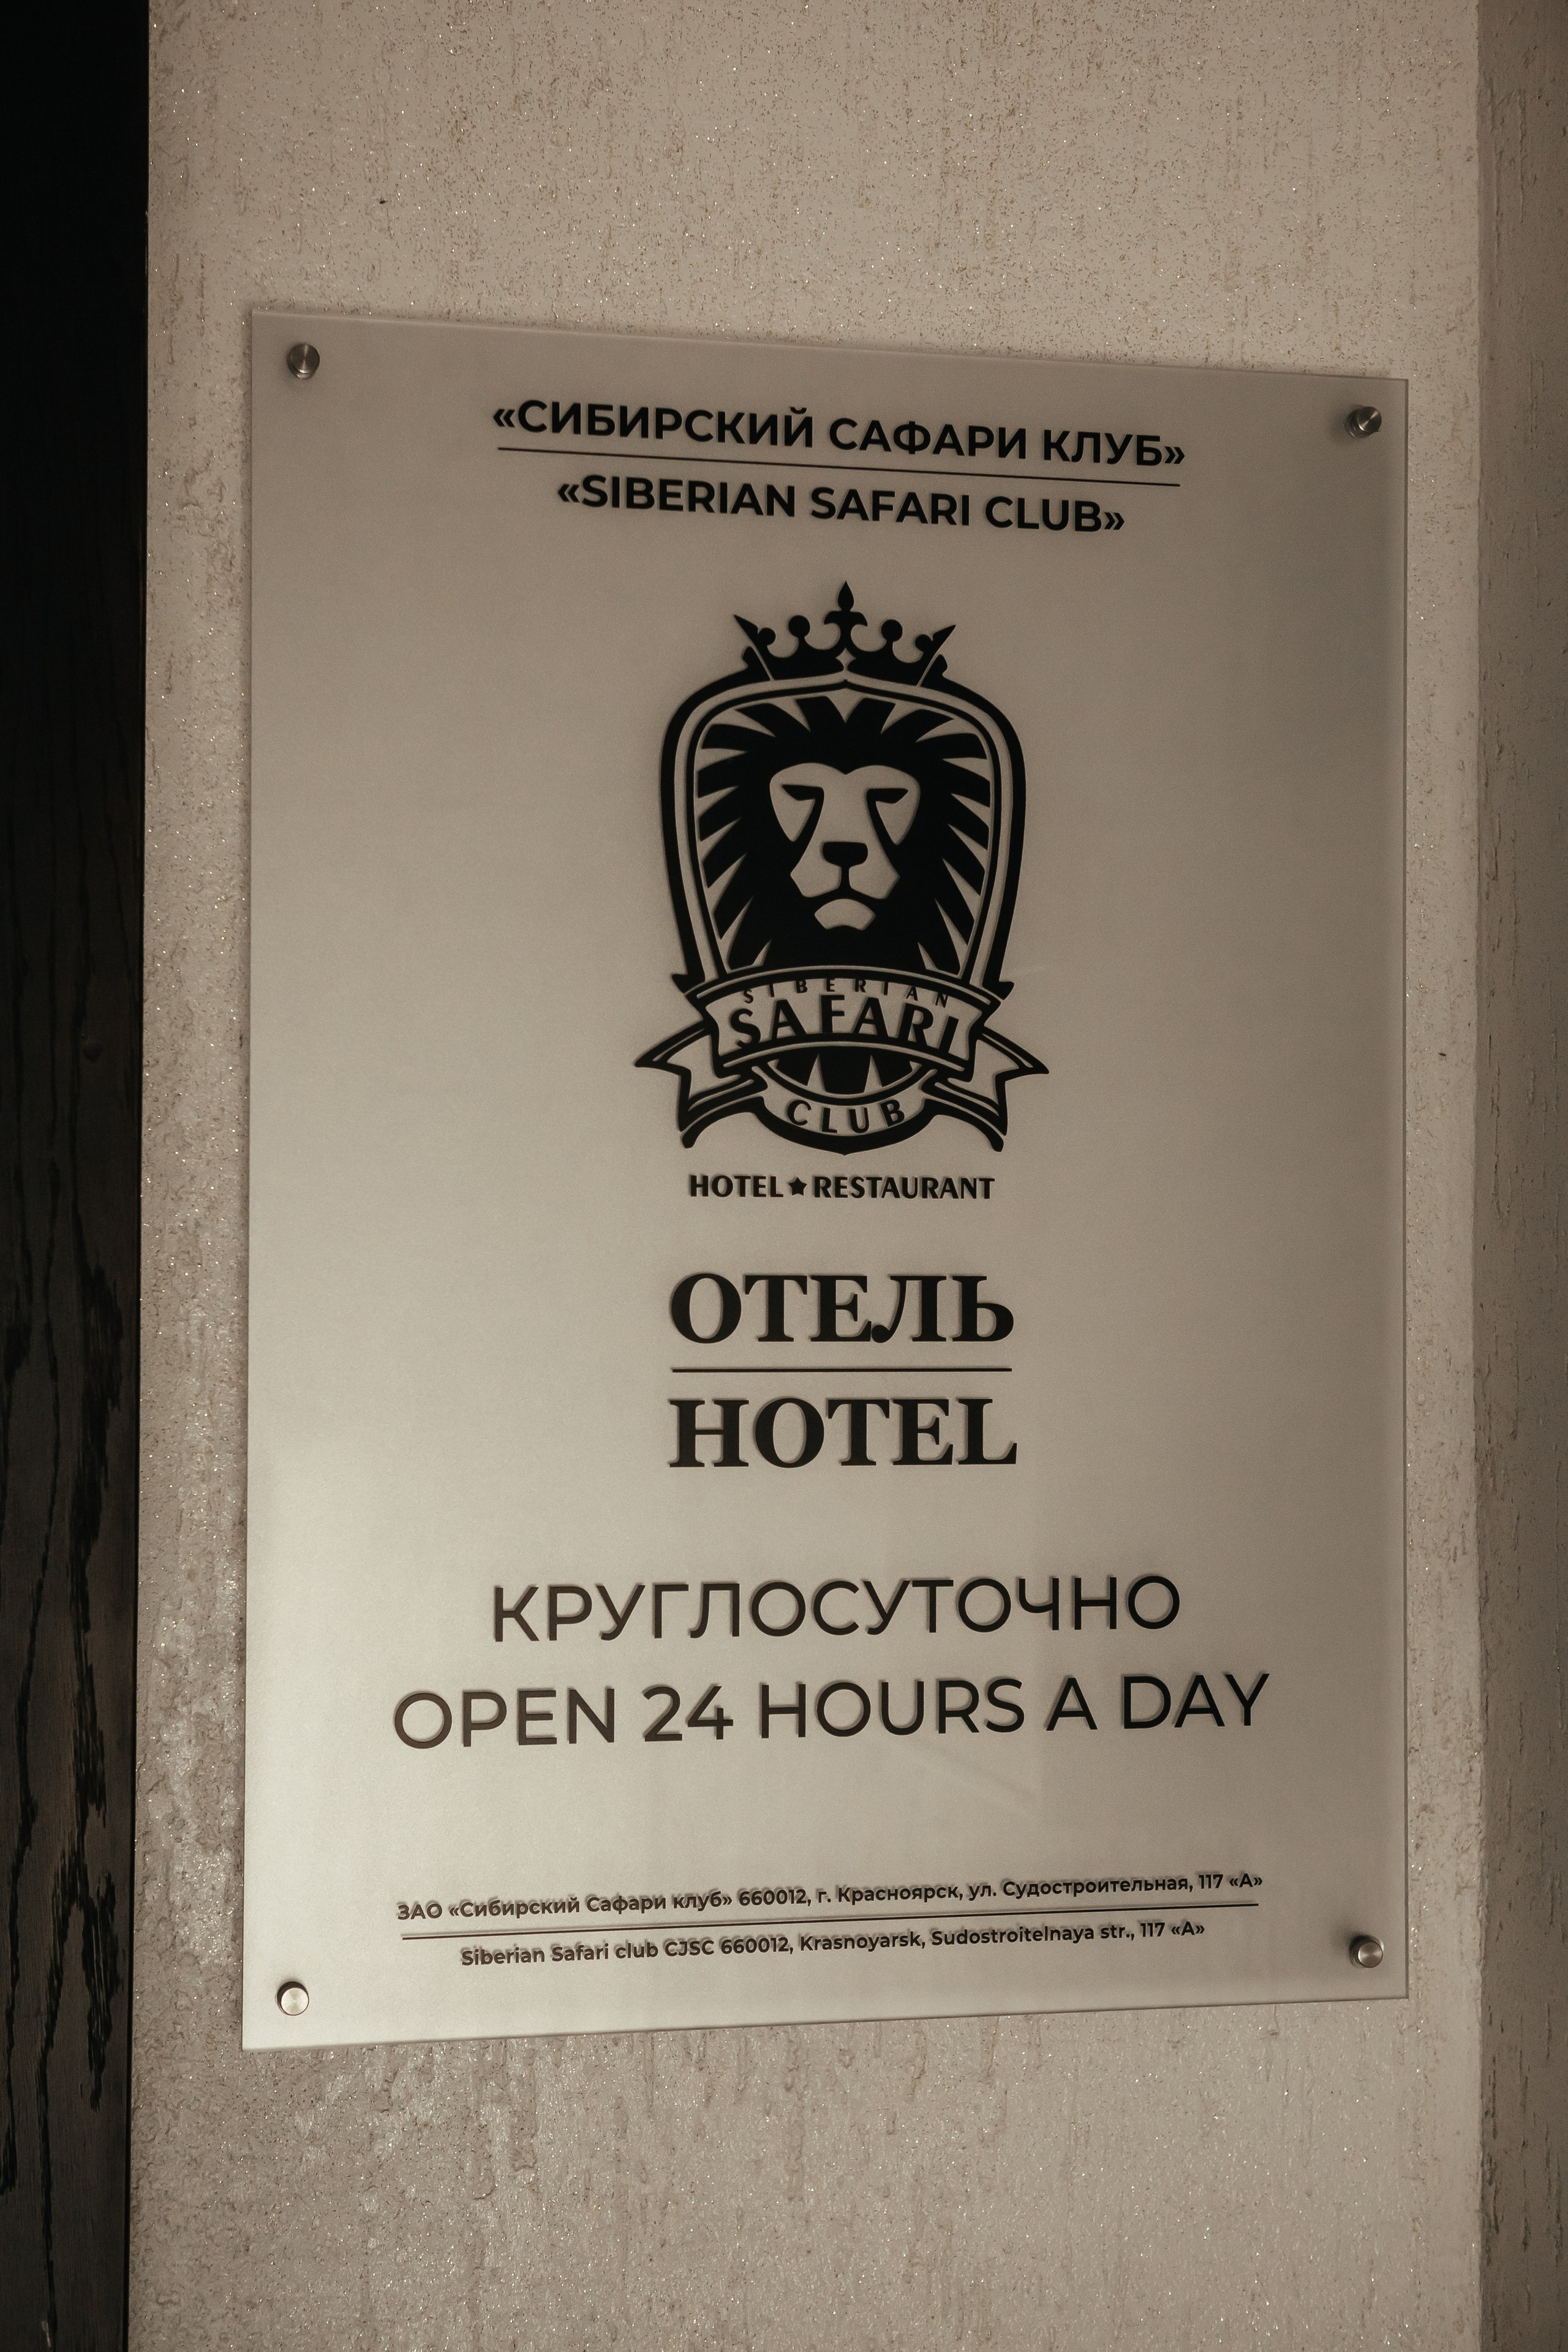 «СИБИРСКИЙ САФАРИ КЛУБ»
«SIBERIAN SAFARI CLUB»
SIBERIAN
SAFARI
CLUB
HOTEL★RESTAURANT
ОТЕЛЬ
HOTEL
КРУГЛОСУТОЧНО
OPEN 24 HOURS A DAY
ЗАО «Сибирский Сафари клуб» 660012, г. Красноярск, ул. Судостроительная, 117 «А»
Siberian Safari club CJSC 660012, Krasnoyarsk, Sudostroitelnaya str., 117 «A»